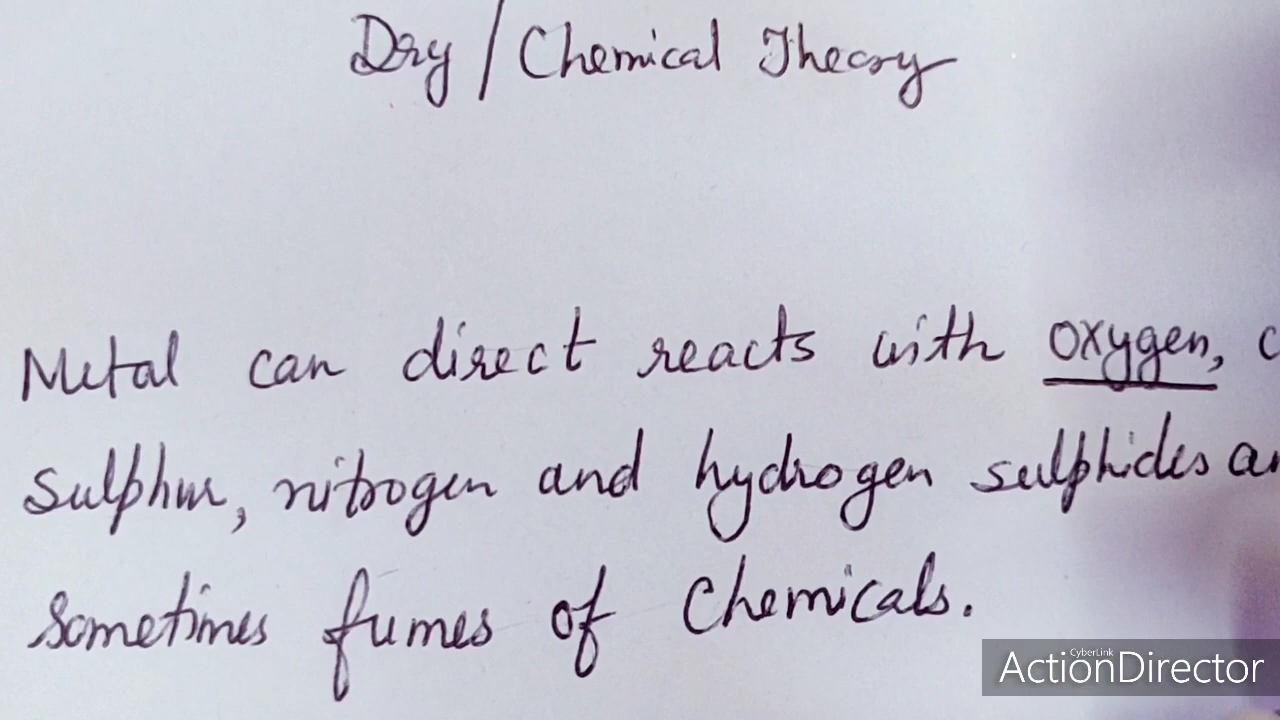 Dry / Chemical Theory
Metal can direct reacts with oxygen, c
sulphur, nitrogen and hydrogen sulphides an
sometimes fumes of Chemicals.
CyberLink
ActionDirector